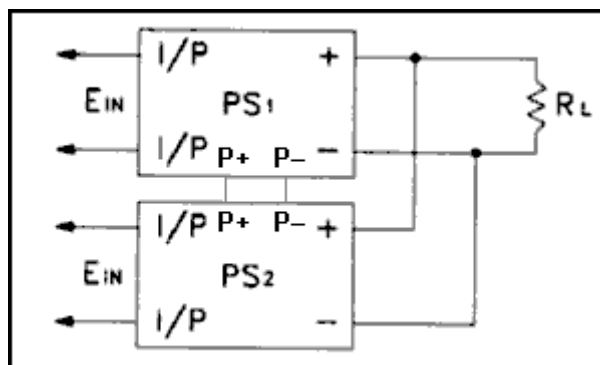 I/P +
EIN PS1 RL
I/P P+ P- -
I/P P+ P- +
EIN PS2
I/P -